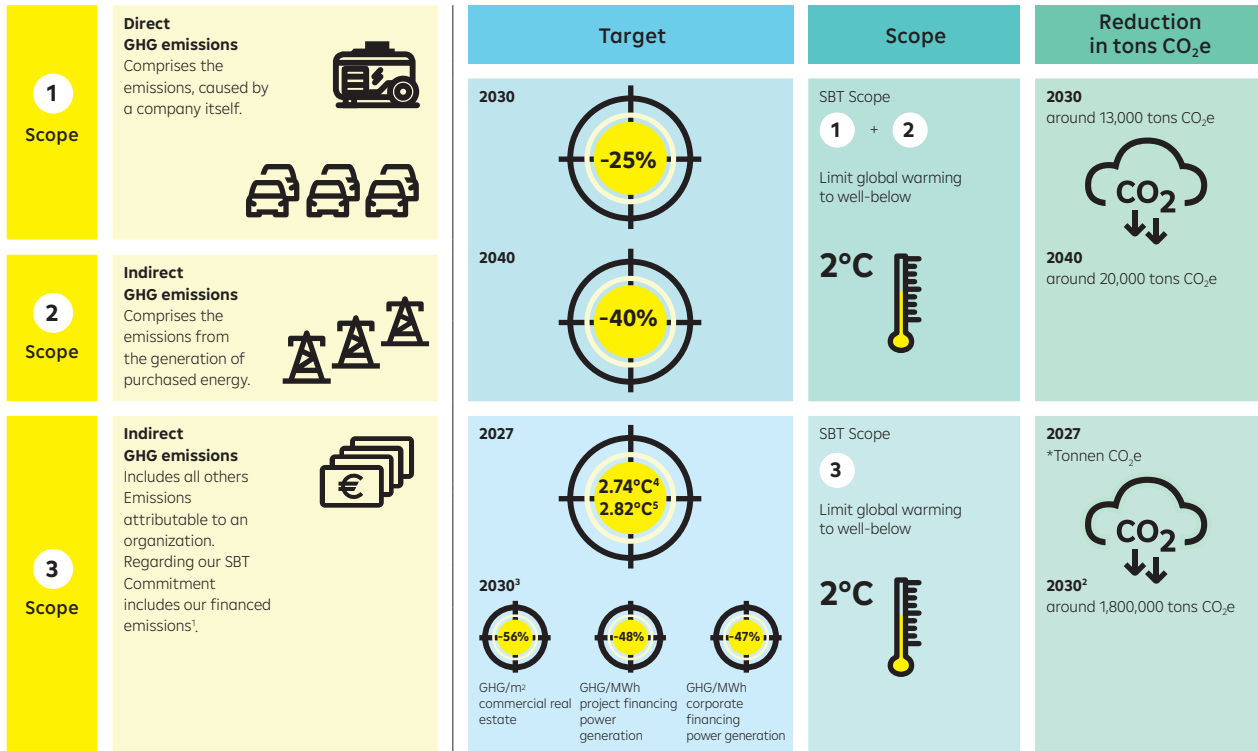 1
Scope
Direct
GHG emissions
Comprises the
emissions, caused by
a company itself.
2
Scope
Indirect
GHG emissions
Comprises the
emissions from
the generation of
purchased energy.
3
Scope
Indirect
GHG emissions
Includes all others
Emissions
attributable to an
organization.
Regarding our SBT
Commitment
includes our financed
emissions¹.
Target
2030
-25%
2040
-40%
2027
2.74°C⁴
2.82°C⁵
2030³
-56%
-48%
-47%
GHG/m²
commercial real
estate
GHG/MWh
project financing
power
generation
GHG/MWh
corporate
financing
power generation
Scope
SBT Scope
1 + 2
Limit global warming
to well-below
2°C
SBT Scope
3
Limit global warming
to well-below
2°C
Reduction
in tons CO₂e
2030
around 13,000 tons CO₂e
CO₂
2040
around 20,000 tons CO₂e
2027
*Tonnen CO₂e
CO₂
2030²
around 1,800,000 tons CO₂e